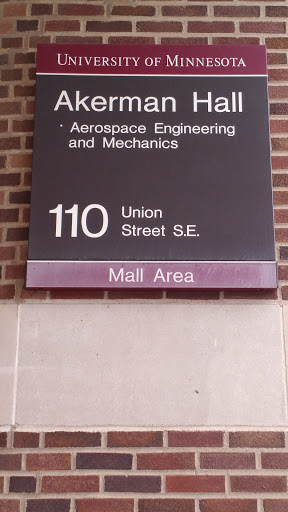 UNIVERSITY OF MINNESOTA
Akerman Hall
· Aerospace Engineering
and Mechanics
110 Union
Street S.E.
Mall Area